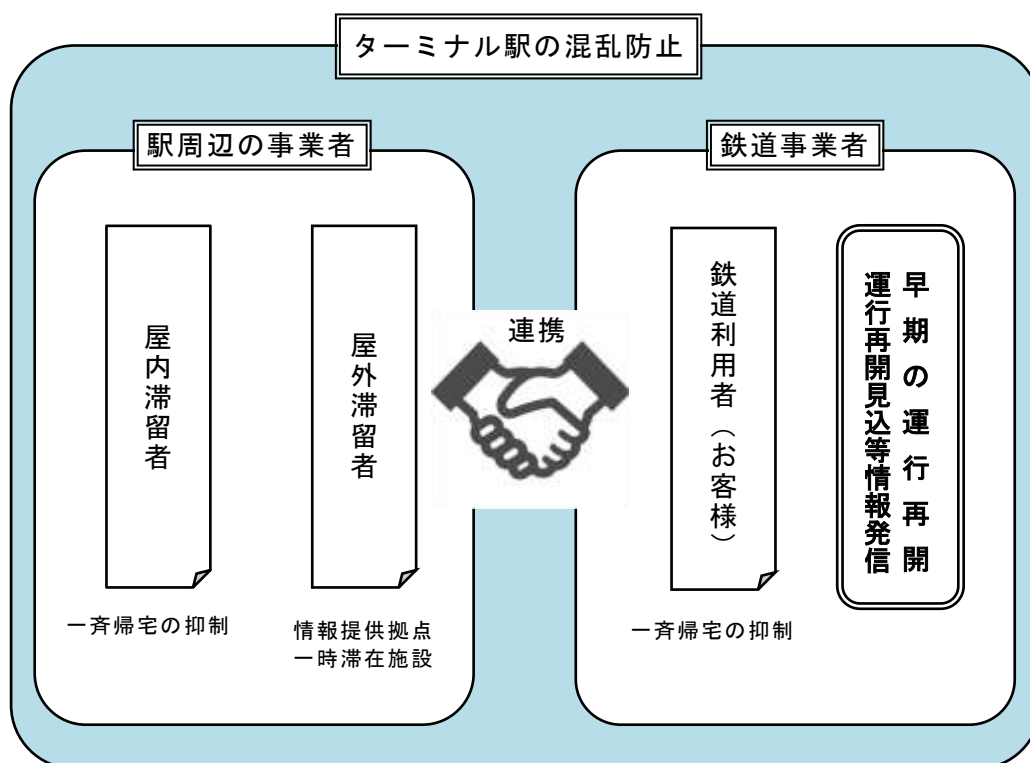 ターミナル駅の混乱防止
駅周辺の事業者
屋内滞留者
一斉帰宅の抑制
屋外滞留者
情報提供拠点
一時滞在施設
連携
鉄道事業者
鉄道利用者（お客様）
一斉帰宅の抑制
早期の運行再開
運行再開見込等情報発信